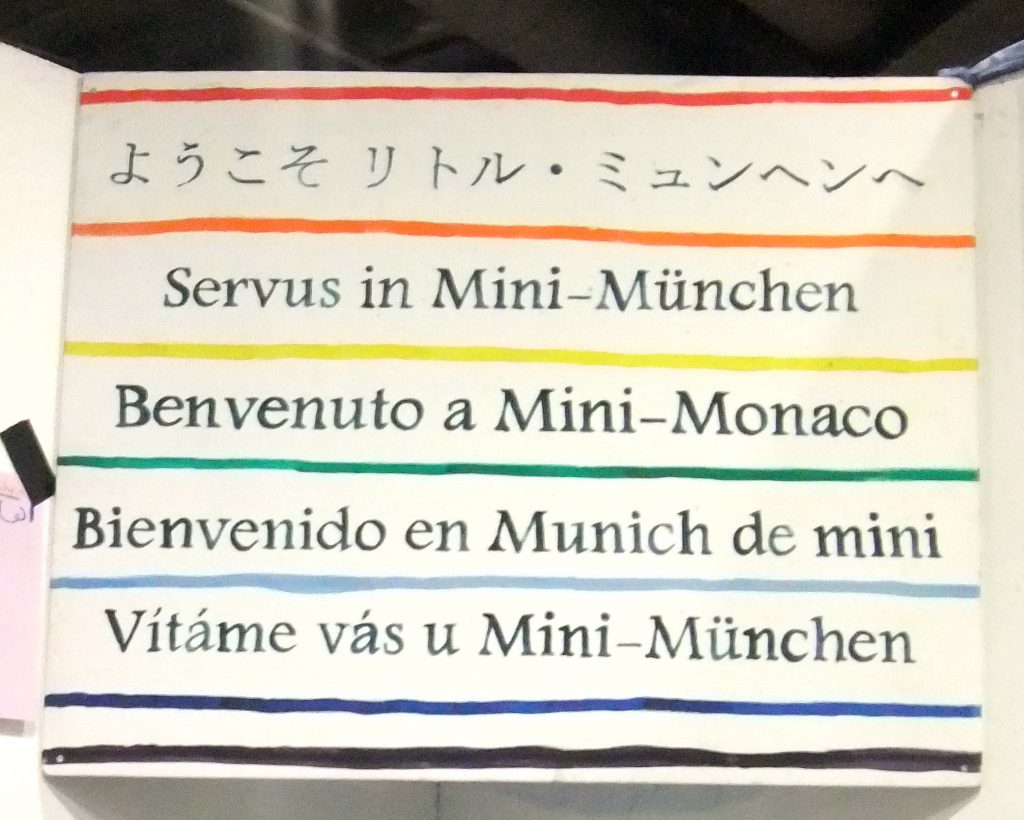 ようこそ リトル・ミュンヘンへ
Servus in Mini-München
Benvenuto a Mini-Monaco
Bienvenido en Munich de mini
Vítáme vás u Mini-München